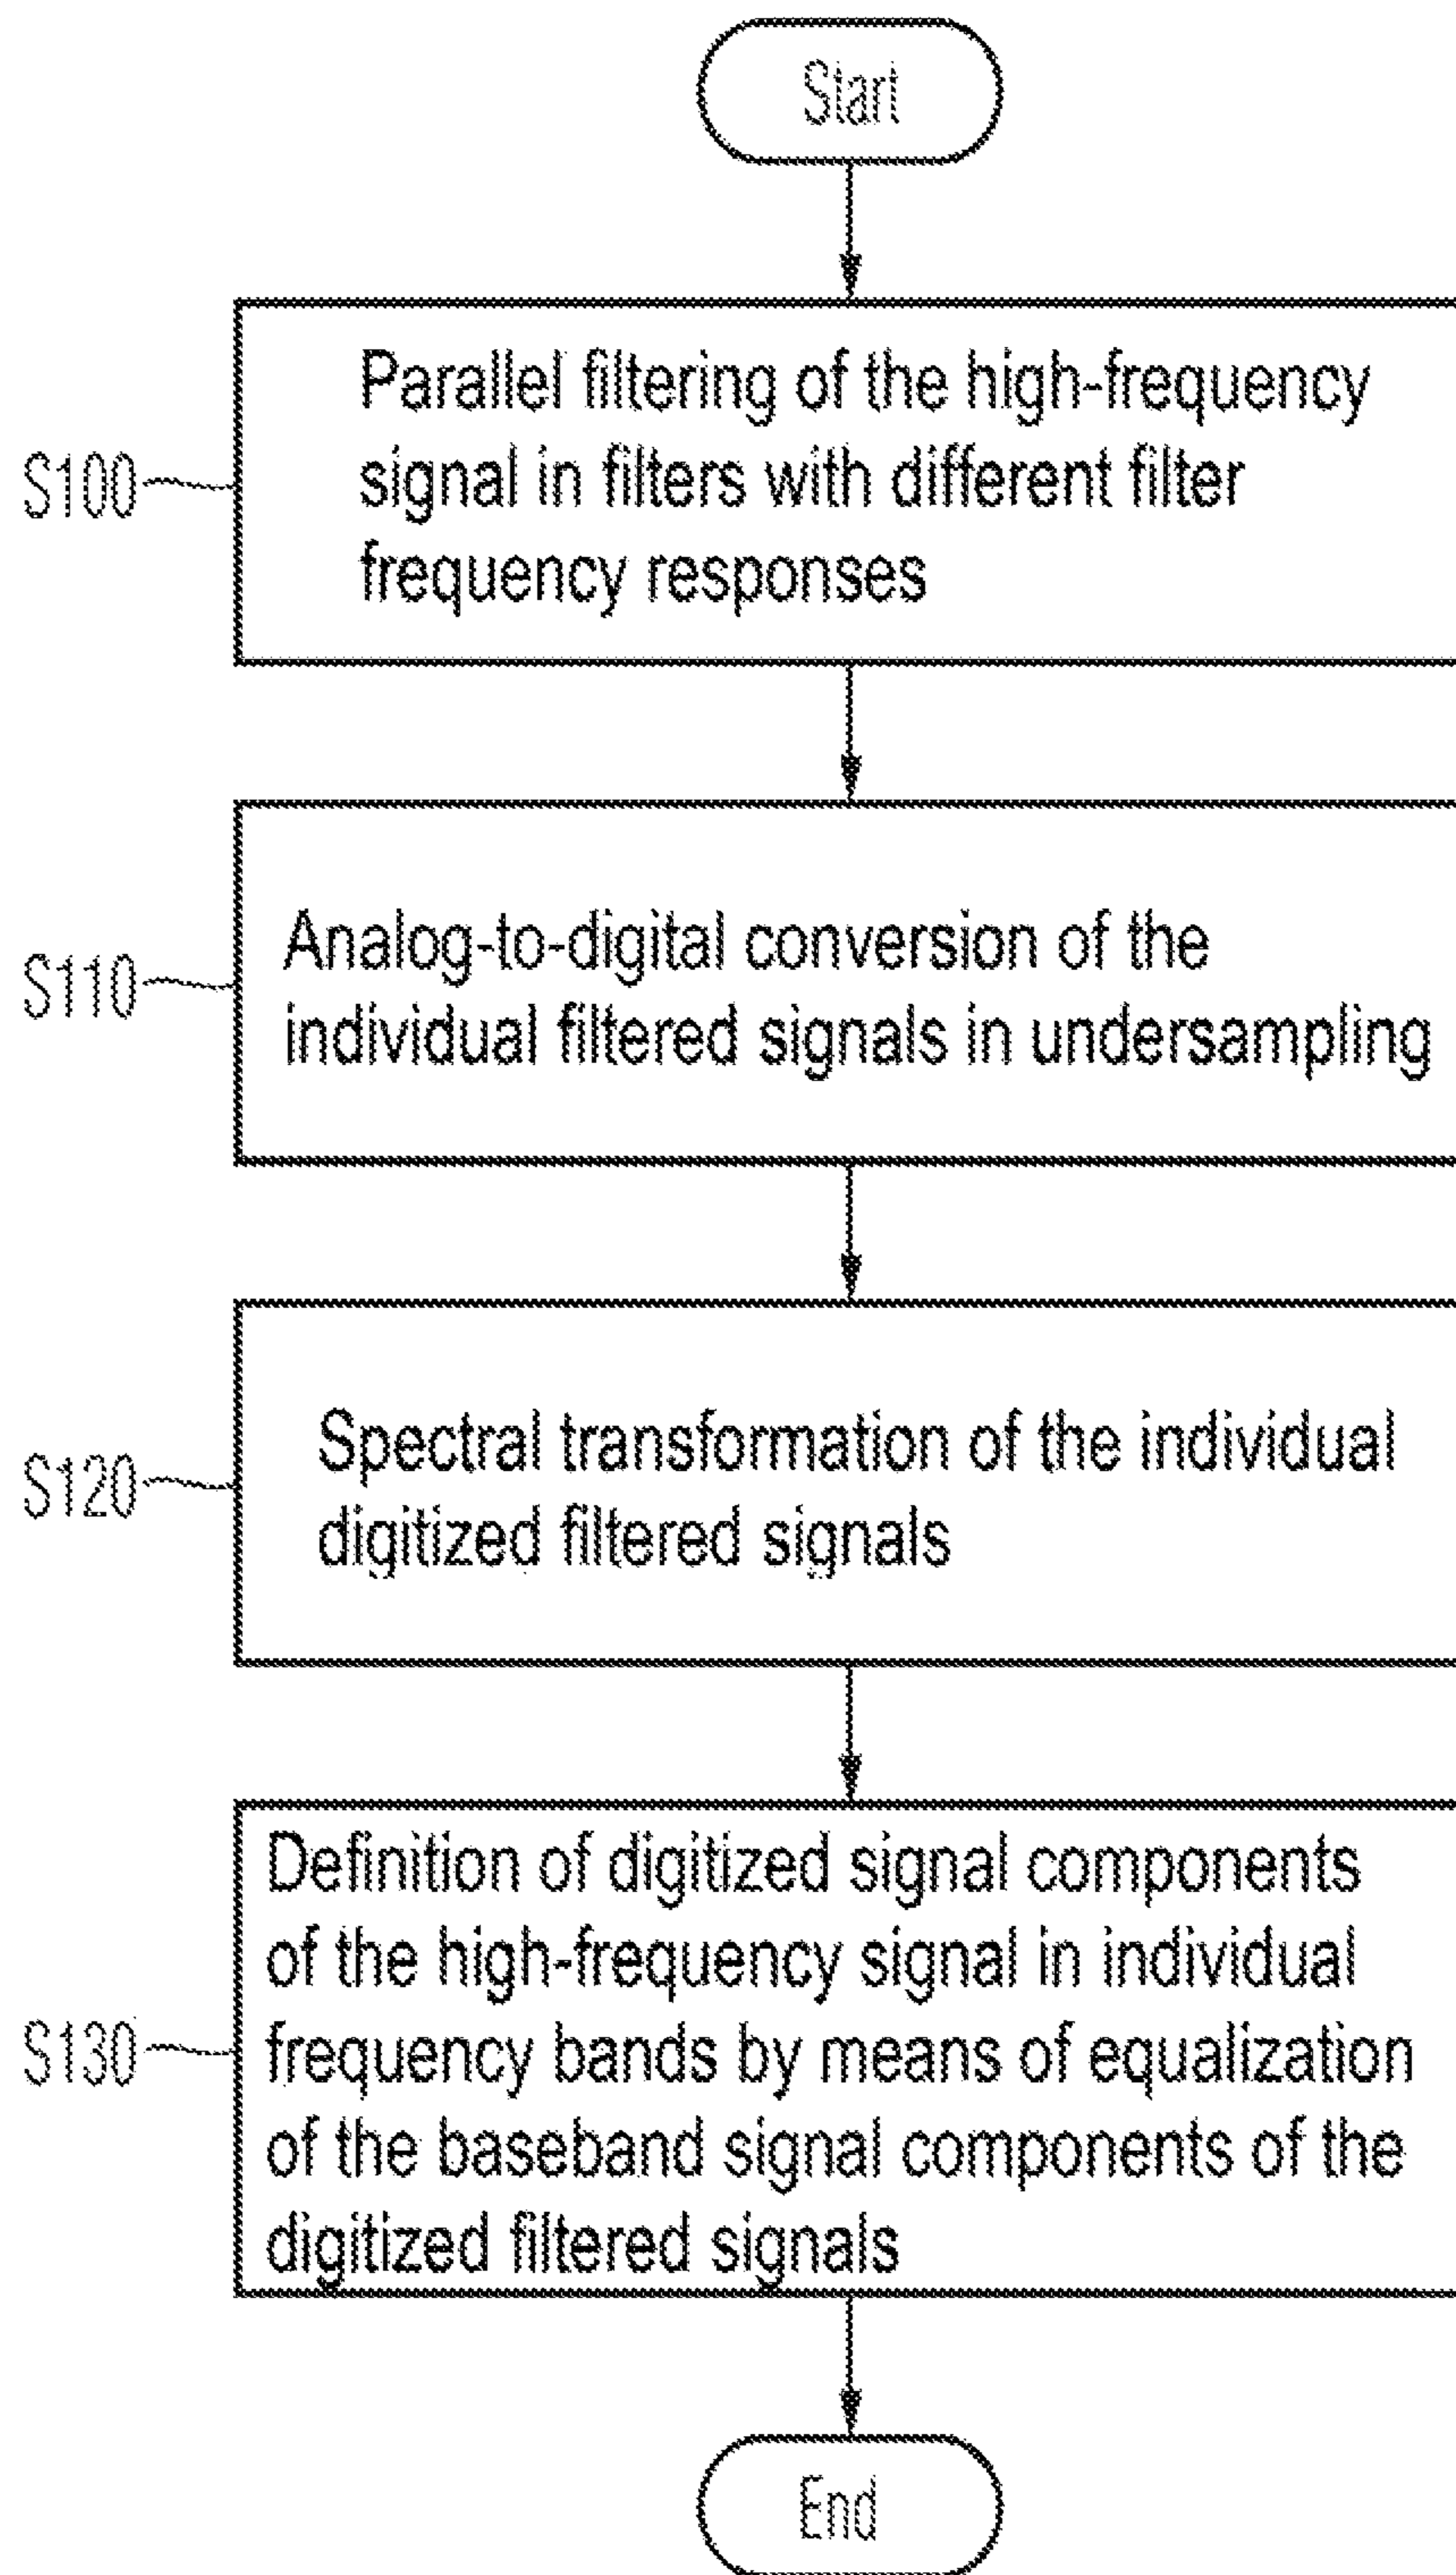 Start
S100
Parallel filtering of the high-frequency
signal in filters with different filter
frequency responses
S110
Analog-to-digital conversion of the
individual filtered signals in undersampling
S120
Spectral transformation of the individual
digitized filtered signals
S130
Definition of digitized signal components
of the high-frequency signal in individual
frequency bands by means of equalization
of the baseband signal components of the
digitized filtered signals
End